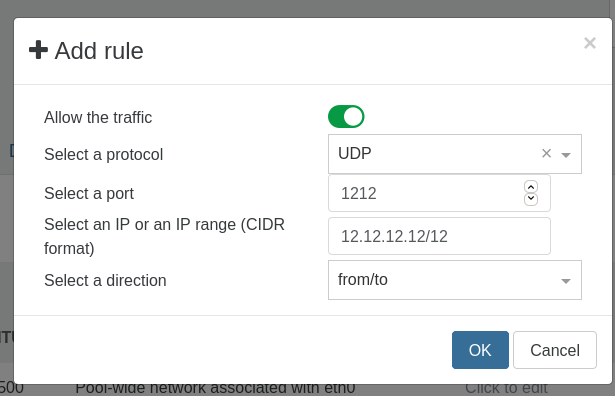 Add rule
×
Allow the traffic
Select a protocol
UDP ×
Select a port
1212
Select an IP or an IP range (CIDR
format)
12.12.12.12/12
Select a direction
from/to
OK Cancel
500 Pool-wide network associated with eth0 Click to edit